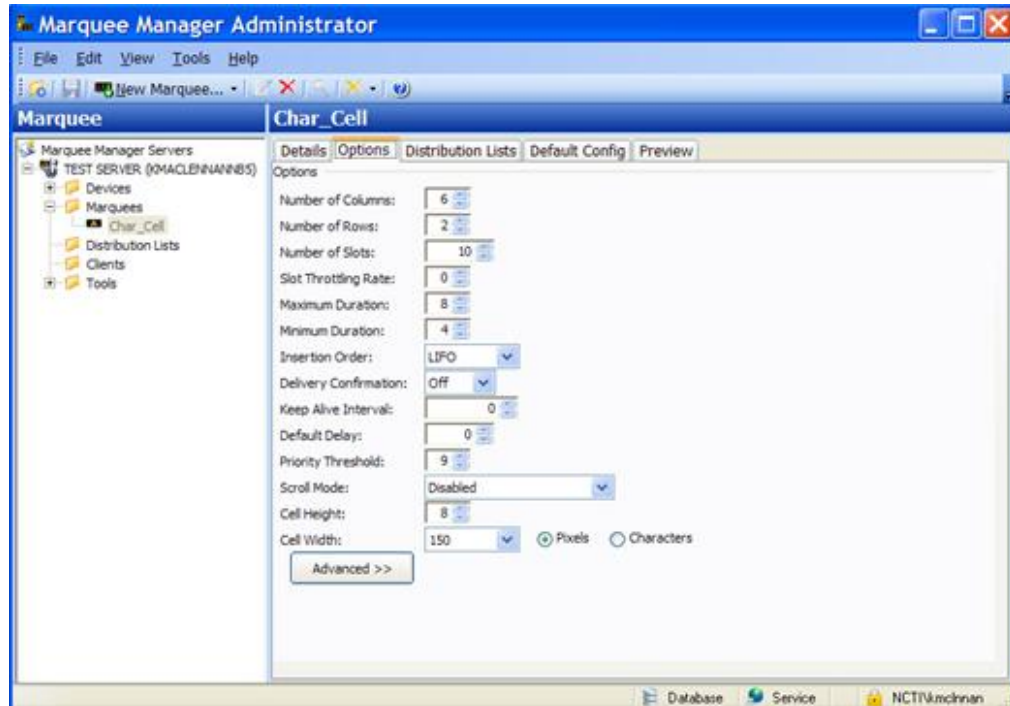 Marquee Manager Administrator
File Edit View Tools Help
New Marquee...
Marquee
Char_Cell
Marquee Manager Servers
TEST SERVER (KMACLENNANNB5)
Devices
Marquees
Char_Cell
Distribution Lists
Clients
Tools
Details Options Distribution Lists Default Config Preview
Options
Number of Columns: 6
Number of Rows: 2
Number of Slots: 10
Slot Throttling Rate: 0
Maximum Duration: 8
Minimum Duration: 4
Insertion Order: LIFO
Delivery Confirmation: Off
Keep Alive Interval: 0
Default Delay: 0
Priority Threshold: 9
Scroll Mode: Disabled
Cell Height: 8
Cell Width: 150 Pixels Characters
Advanced >>
Database Service